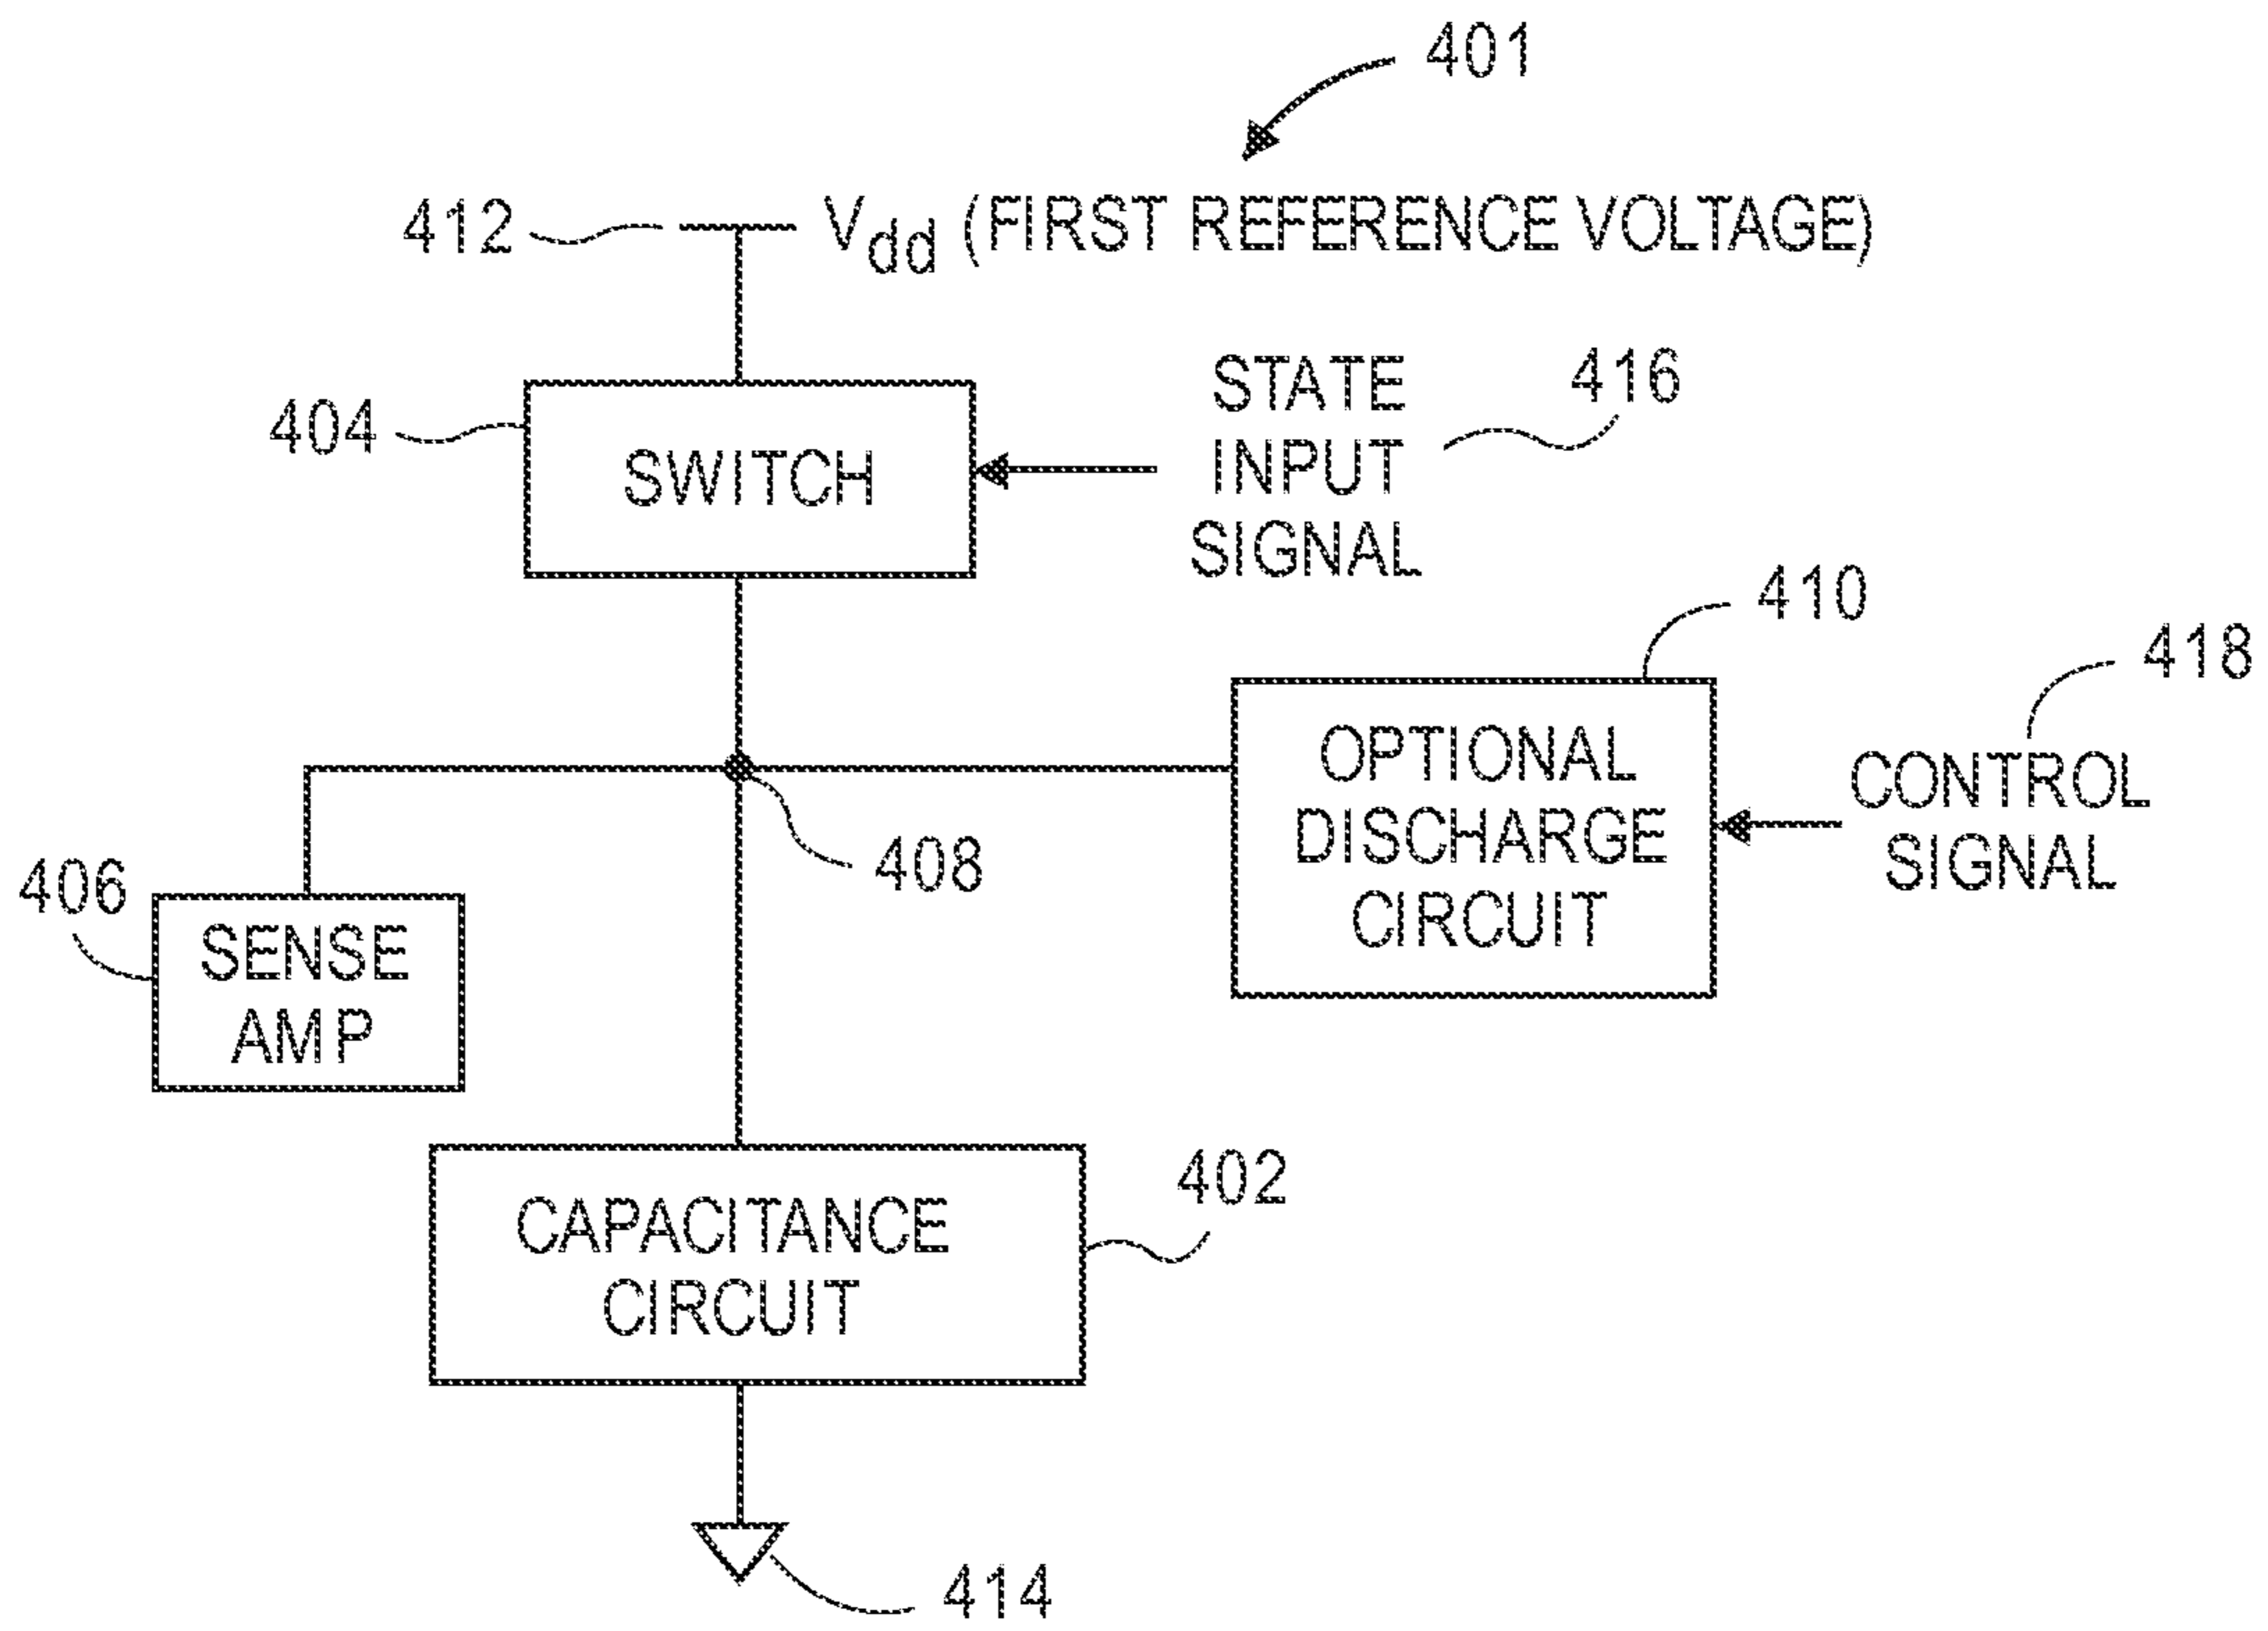 401
412
Vdd (FIRST REFERENCE VOLTAGE)
404
SWITCH
STATE
INPUT
SIGNAL
416
410
418
OPTIONAL
DISCHARGE
CIRCUIT
CONTROL
SIGNAL
408
406
SENSE
AMP
402
CAPACITANCE
CIRCUIT
414